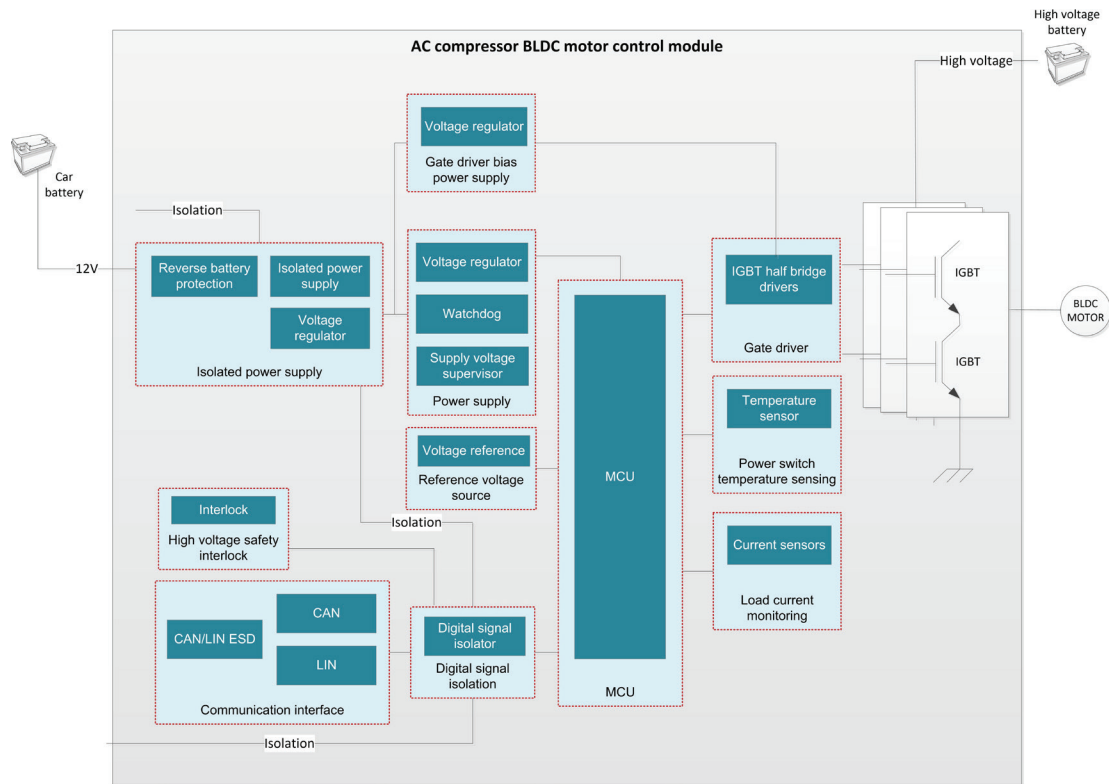 High voltage
battery
AC compressor BLDC motor control module
High voltage
Car
battery
Voltage regulator
Gate driver bias
power supply
Isolation
12V
Reverse battery
protection
Isolated power
supply
Voltage
regulator
Isolated power supply
Voltage regulator
Watchdog
Supply voltage
supervisor
Power supply
IGBT half bridge
drivers
Gate driver
IGBT
IGBT
BLDC
MOTOR
Voltage reference
Reference voltage
source
MCU
MCU
Temperature
sensor
Power switch
temperature sensing
Interlock
High voltage safety
interlock
Isolation
Current sensors
Load current
monitoring
CAN/LIN ESD
CAN
LIN
Communication interface
Digital signal
isolator
Digital signal
isolation
Isolation